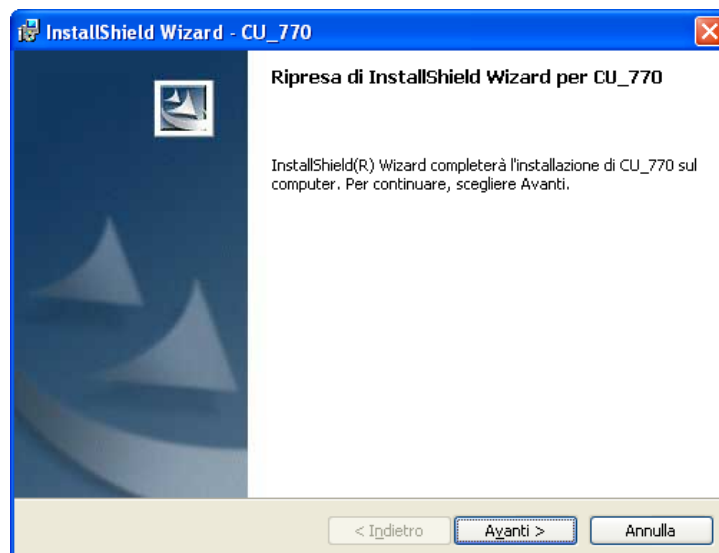 InstallShield Wizard - CU_770
Ripresa di InstallShield Wizard per CU_770
InstallShield(R) Wizard completerà l'installazione di CU_770 sul
computer. Per continuare, scegliere Avanti.
< Indietro
Avanti >
Annulla